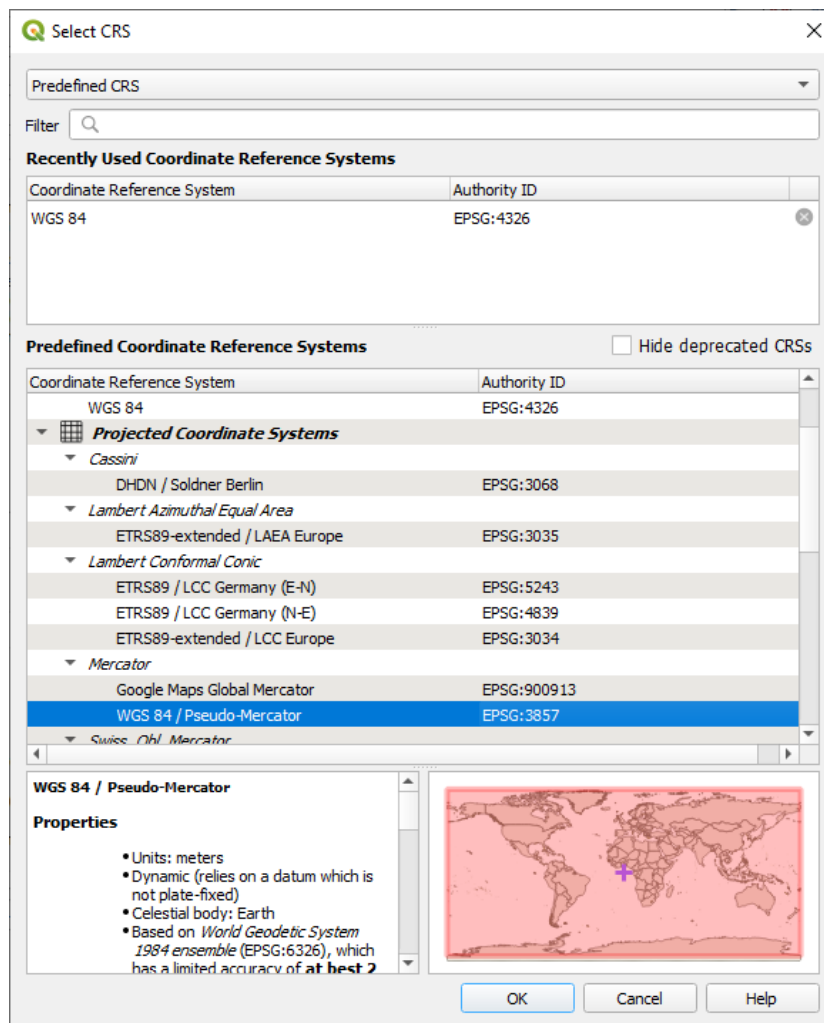 Select CRS
Predefined CRS
Filter
Recently Used Coordinate Reference Systems
Coordinate Reference System Authority ID
WGS 84 EPSG:4326
Predefined Coordinate Reference Systems Hide deprecated CRSs
Coordinate Reference System Authority ID
WGS 84 EPSG:4326
Projected Coordinate Systems
Cassini
DHDN / Soldner Berlin EPSG:3068
Lambert Azimuthal Equal Area
ETRS89-extended / LAEA Europe EPSG:3035
Lambert Conformal Conic
ETRS89 / LCC Germany (E-N) EPSG:5243
ETRS89 / LCC Germany (N-E) EPSG:4839
ETRS89-extended / LCC Europe EPSG:3034
Mercator
Google Maps Global Mercator EPSG:900913
WGS 84 / Pseudo-Mercator EPSG:3857
Swiss. Obl. Mercator
WGS 84 / Pseudo-Mercator
Properties
• Units: meters
• Dynamic (relies on a datum which is
not plate-fixed)
• Celestial body: Earth
• Based on World Geodetic System
1984 ensemble (EPSG:6326), which
has a limited accuracy of at best 2
OK Cancel Help